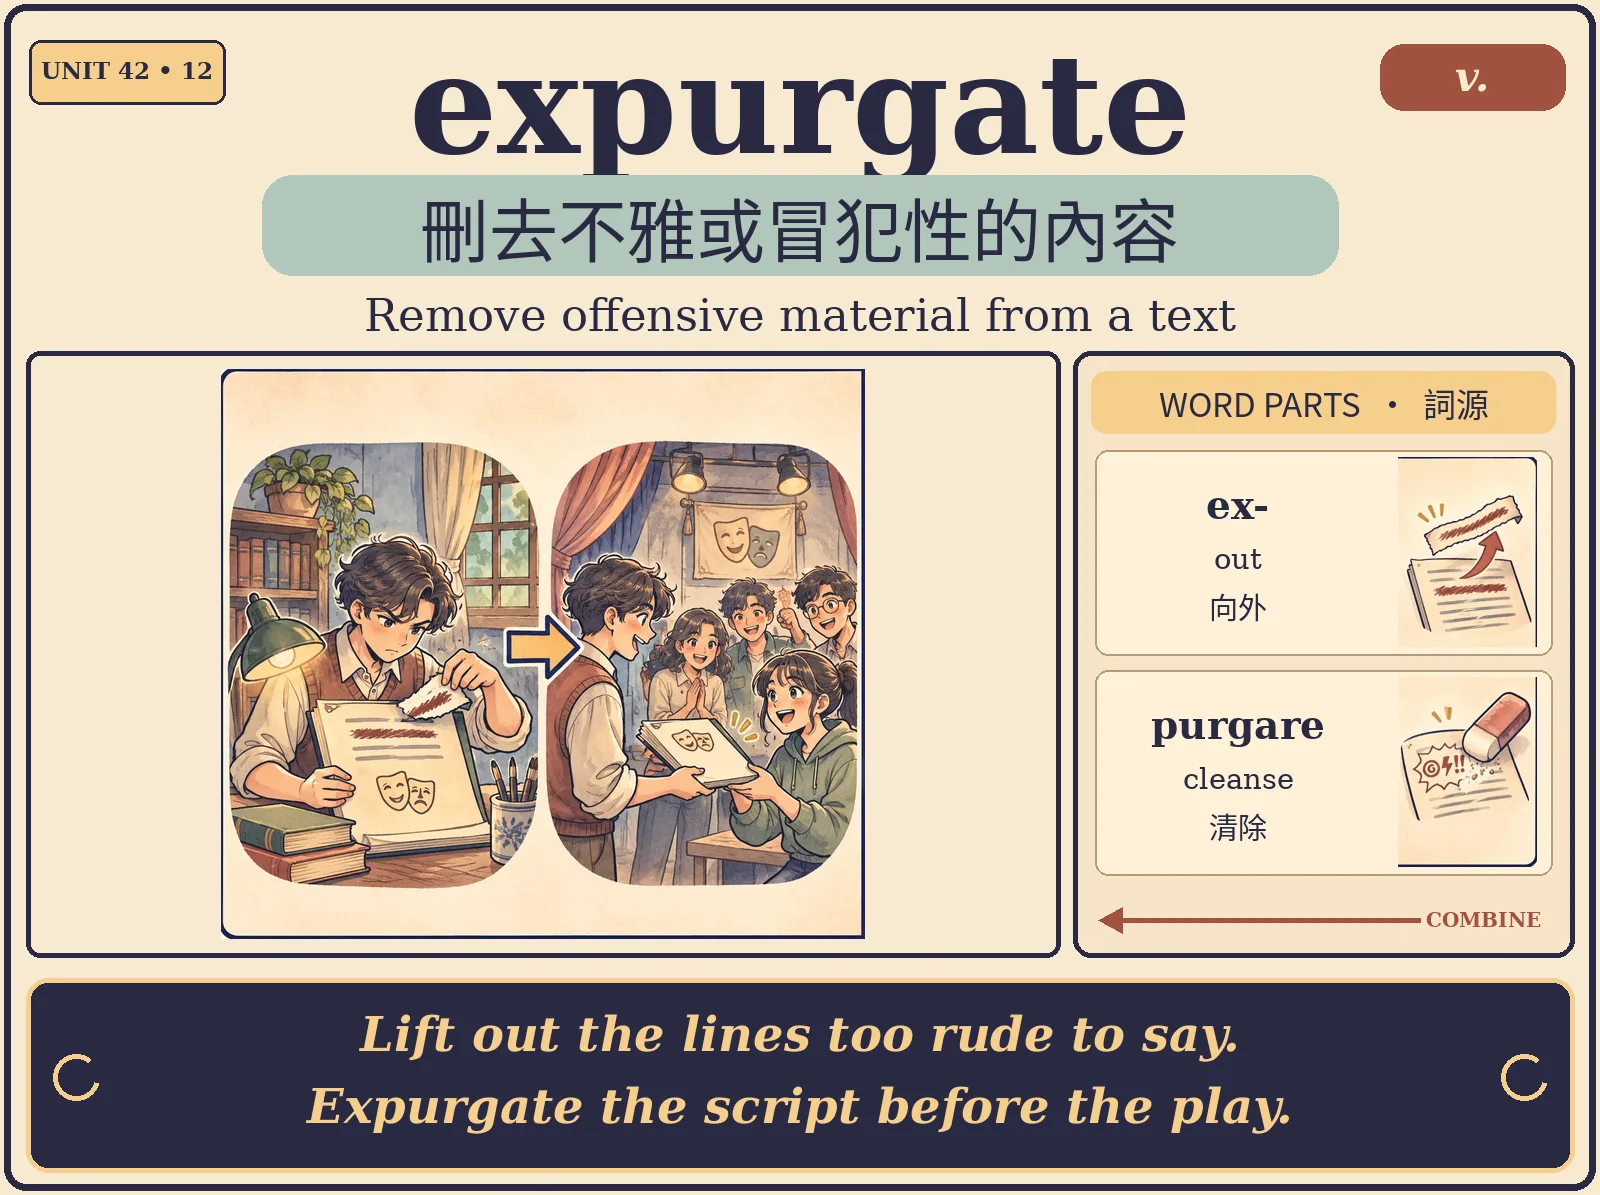 UNIT 42 • 12
expurgate
v.
刪去不雅或冒犯性的內容
Remove offensive material from a text
WORD PARTS ・ 詞源
ex-
out
向外
purgare
cleanse
清除
@⚡!!
COMBINE
Lift out the lines too rude to say.
Expurgate the script before the play.